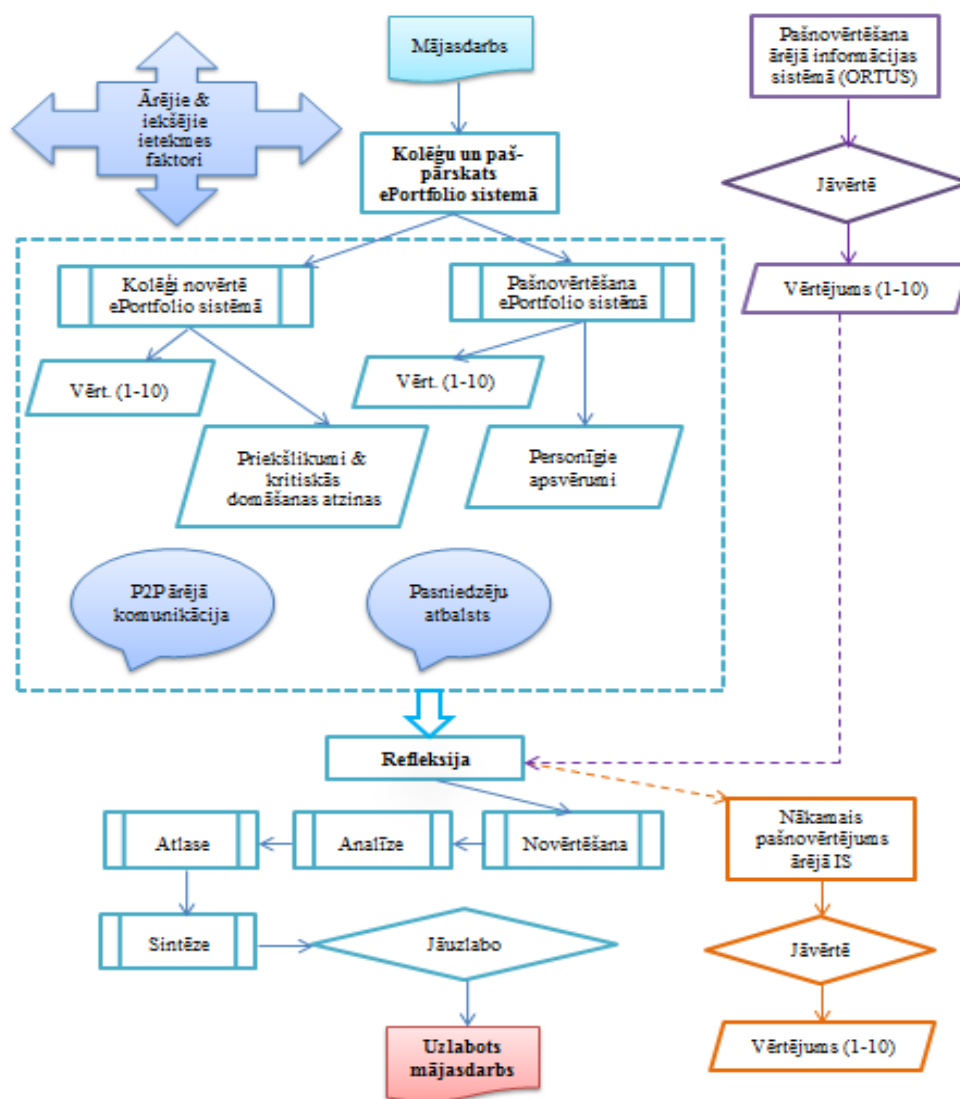 Mājasdarbs
Pašnovērtēšana
ārējā informācijas
sistēmā (ORTUS)
Ārējie &
iekšējie
ietekmes
faktori
Kolēģu un paš-
pārskats
ePortfolio sistēmā
Jāvērtē
Kolēģi novērtē
ePortfolio sistēmā
Pašnovērtēšana
ePortfolio sistēmā
Vērtējums (1-10)
Vērt. (1-10)
Vērt. (1-10)
Priekšlikumi &
kritiskās
domāšanas atziņas
Personīgie
apsvērumi
P2P ārējā
komunikācija
Pasniedzēju
atbalsts
Refleksija
Atlase
Analīze
Novērtēšana
Nākamais
pašnovērtējums
ārējā IS
Sintēze
Jāuzlabo
Jāvērtē
Uzlabots
mājasdarbs
Vērtējums (1-10)